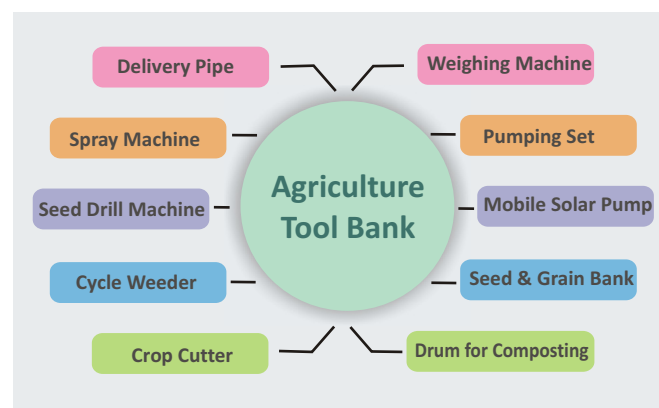 Delivery Pipe
Weighing Machine
Spray Machine
Pumping Set
Agriculture
Tool Bank
Seed Drill Machine
Mobile Solar Pump
Cycle Weeder
Seed & Grain Bank
Crop Cutter
Drum for Composting